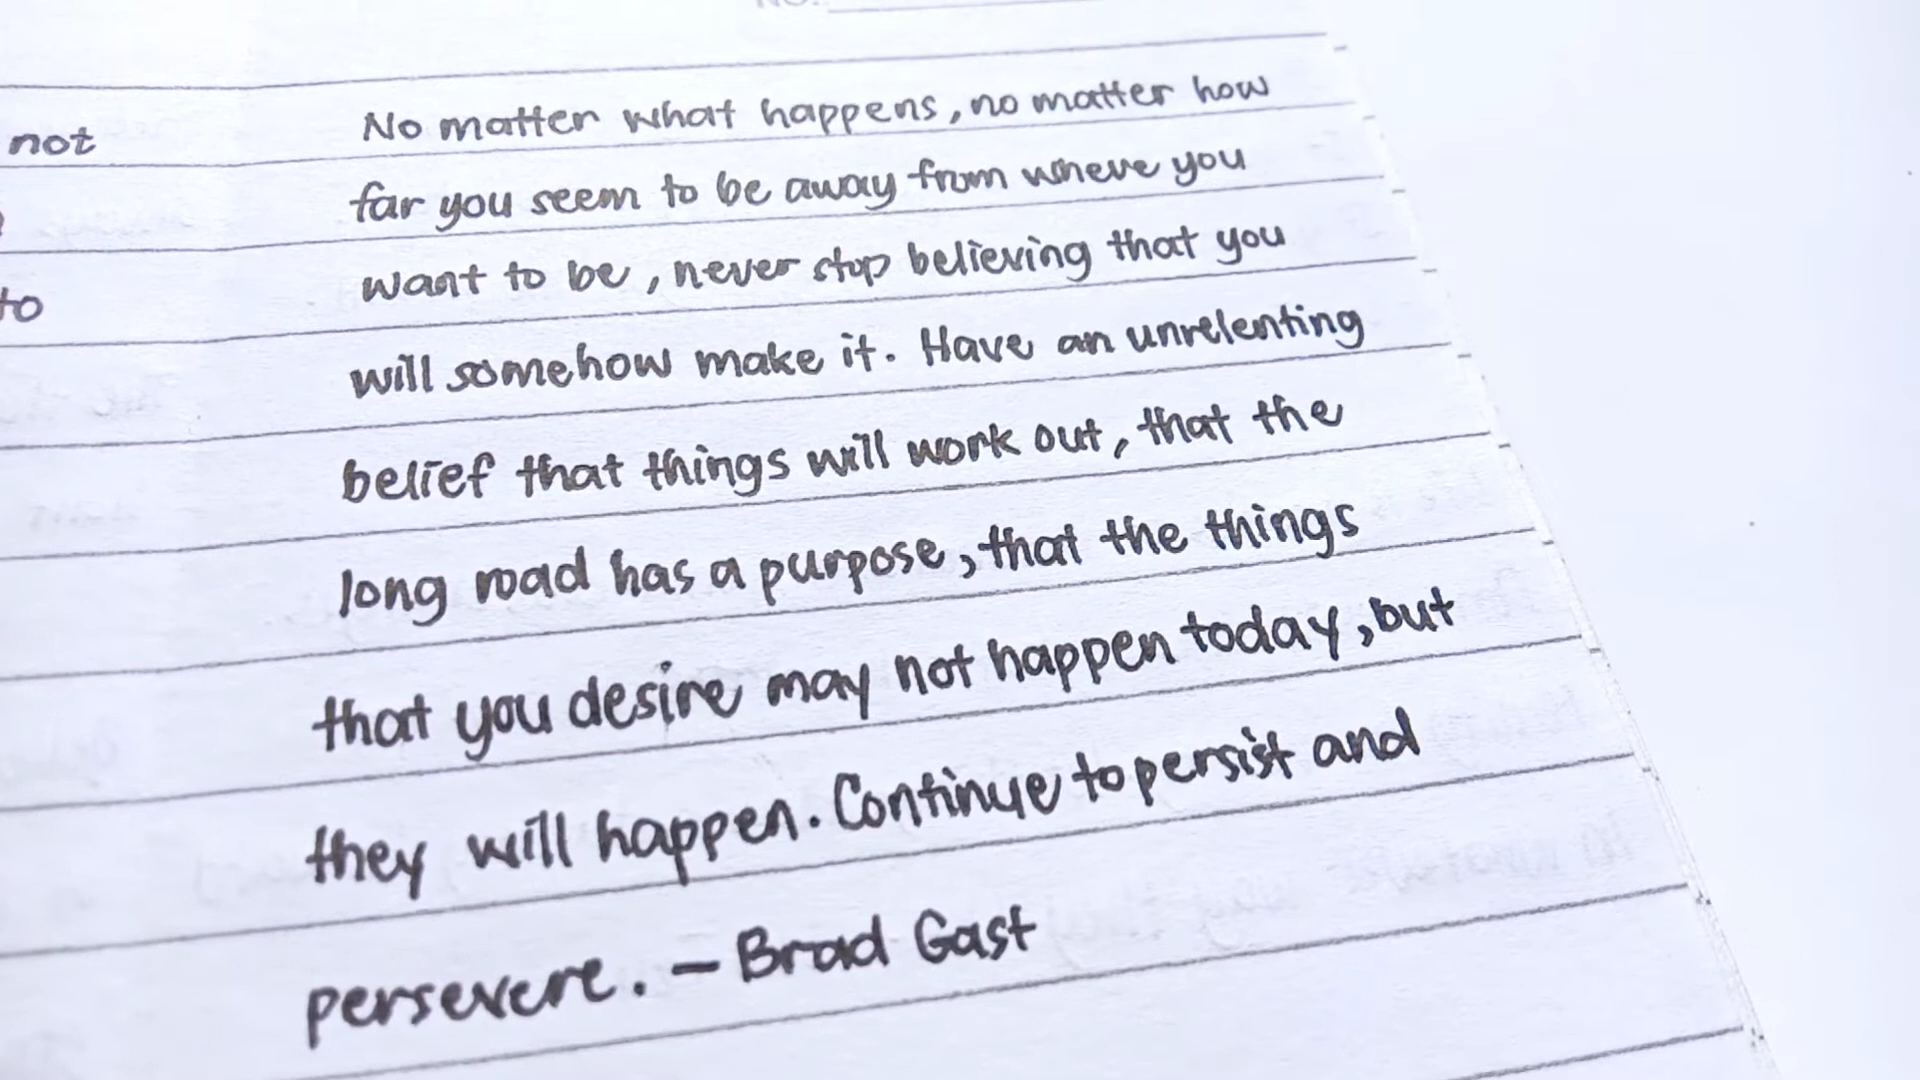 No matter what happens, no matter how
not
far you seem to be away from where you
want to be, never stop believing that you
to
will somehow make it. Have an unrelenting
belief that things will work out, that the
long road has a purpose, that the things
that you desire may not happen today, but
they will happen. Continue to persist and
persevere. - Brad Gast